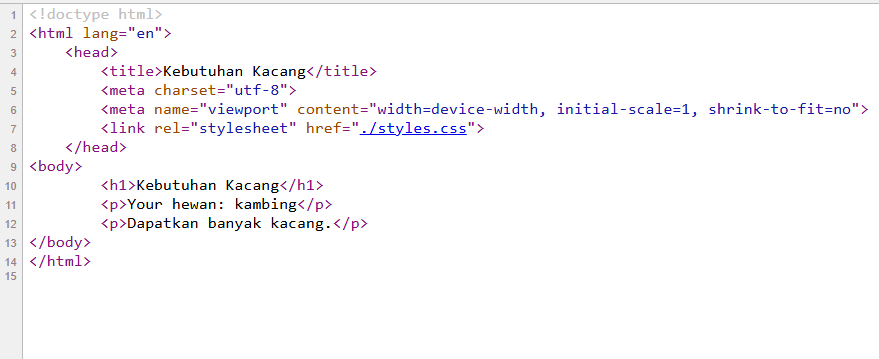 1 <!doctype html>
2 <html lang="en">
3 <head>
4 <title>Kebutuhan Kacang</title>
5 <meta charset="utf-8">
6 <meta name="viewport" content="width=device-width, initial-scale=1, shrink-to-fit=no">
7 <link rel="stylesheet" href="./styles.css">
8 </head>
9 <body>
10 <h1>Kebutuhan Kacang</h1>
11 <p>Your hewan: kambing</p>
12 <p>Dapatkan banyak kacang.</p>
13 </body>
14 </html>
15